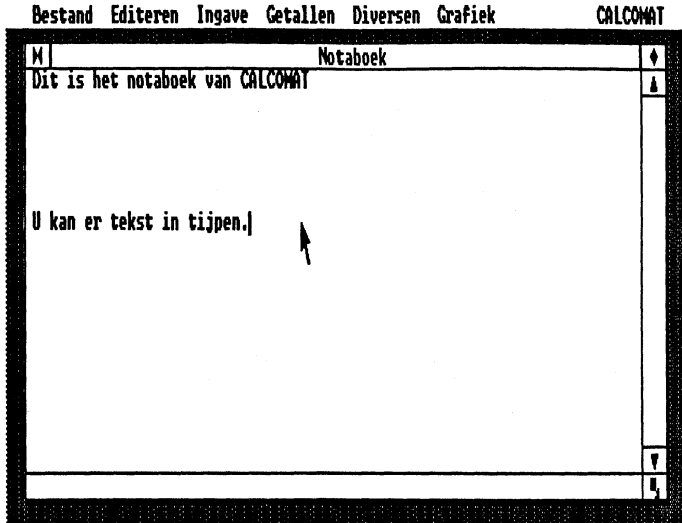 Bestand Editeren Ingave Getallen Diversen Grafiek CALCOMAT
Notaboek
Dit is het notaboek van CALCOMAT
U kan er tekst in tijpen.